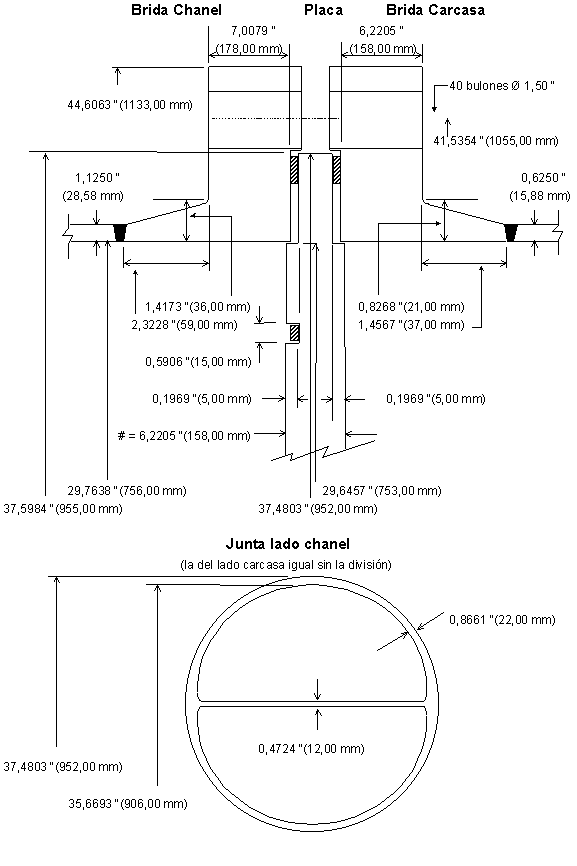 Brida Chanel Placa Brida Carcasa
7,0079 " 6,2205 "
(178,00 mm) (158,00 mm)
40 bulones Ø 1,50 "
44,6063 "(1133,00 mm)
41,5354 "(1055,00 mm)
1,1250 " 0,6250 "
(28,58 mm) (15,88 mm)
1,4173 "(36,00 mm) 0,8268 "(21,00 mm)
2,3228 "(59,00 mm) 1,4567 "(37,00 mm)
0,5906 "(15,00 mm)
0,1969 "(5,00 mm) 0,1969 "(5,00 mm)
# = 6,2205 "(158,00 mm)
29,7638 "(756,00 mm) 29,6457 "(753,00 mm)
37,5984 "(955,00 mm) 37,4803 "(952,00 mm)
Junta lado chanel
(la del lado carcasa igual sin la división)
0,8661 "(22,00 mm)
0,4724 "(12,00 mm)
37,4803 "(952,00 mm)
35,6693 "(906,00 mm)